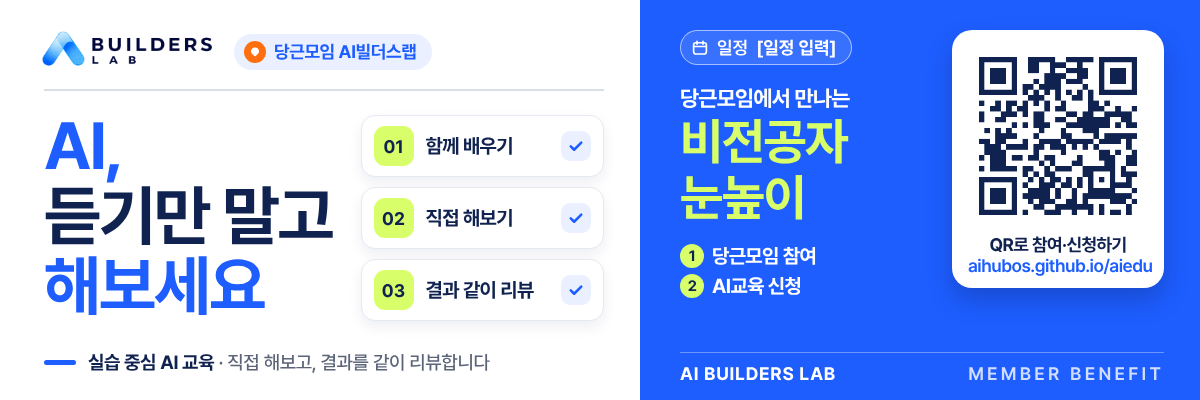 BUILDERS
LAB
당근모임 AI빌더스랩
AI,
듣기만 말고
해보세요
01 함께 배우기
02 직접 해보기
03 결과 같이 리뷰
실습 중심 AI 교육 · 직접 해보고, 결과를 같이 리뷰합니다
일정 [일정 입력]
당근모임에서 만나는
비전공자
눈높이
1 당근모임 참여
2 AI교육 신청
QR로 참여·신청하기
aihubos.github.io/aiedu
AI BUILDERS LAB
MEMBER BENEFIT